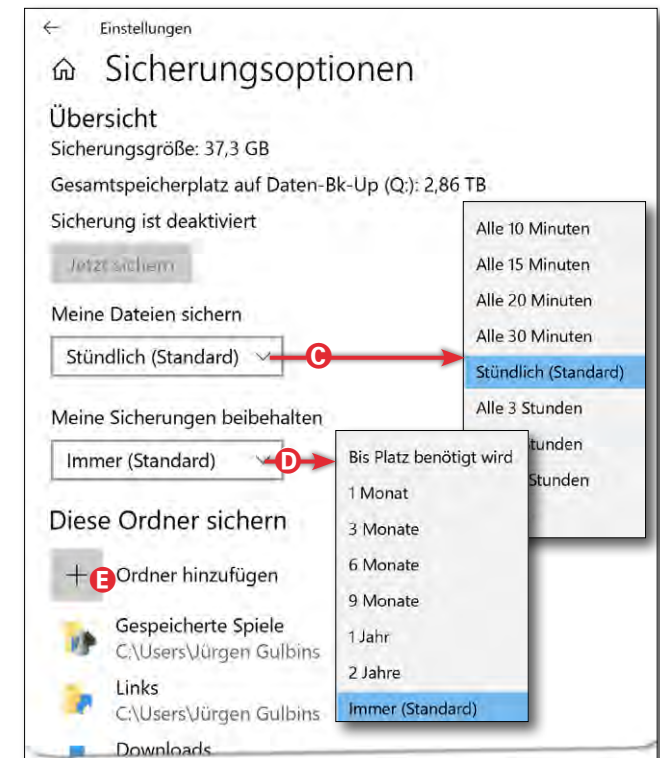 Einstellungen
Sicherungsoptionen
Übersicht
Sicherungsgröße: 37,3 GB
Gesamtspeicherplatz auf Daten-Bk-Up (Q:): 2,86 TB
Sicherung ist deaktiviert
Jetzt sichern
Meine Dateien sichern
Stündlich (Standard)
C
Alle 10 Minuten
Alle 15 Minuten
Alle 20 Minuten
Alle 30 Minuten
Stündlich (Standard)
Alle 3 Stunden
tunden
Stunden
Meine Sicherungen beibehalten
Immer (Standard)
D
Bis Platz benötigt wird
1 Monat
3 Monate
6 Monate
9 Monate
1 Jahr
2 Jahre
Immer (Standard)
Diese Ordner sichern
E
Ordner hinzufügen
Gespeicherte Spiele
C:\Users\Jürgen Gulbins
Links
C:\Users\Jürgen Gulbins
Downloads